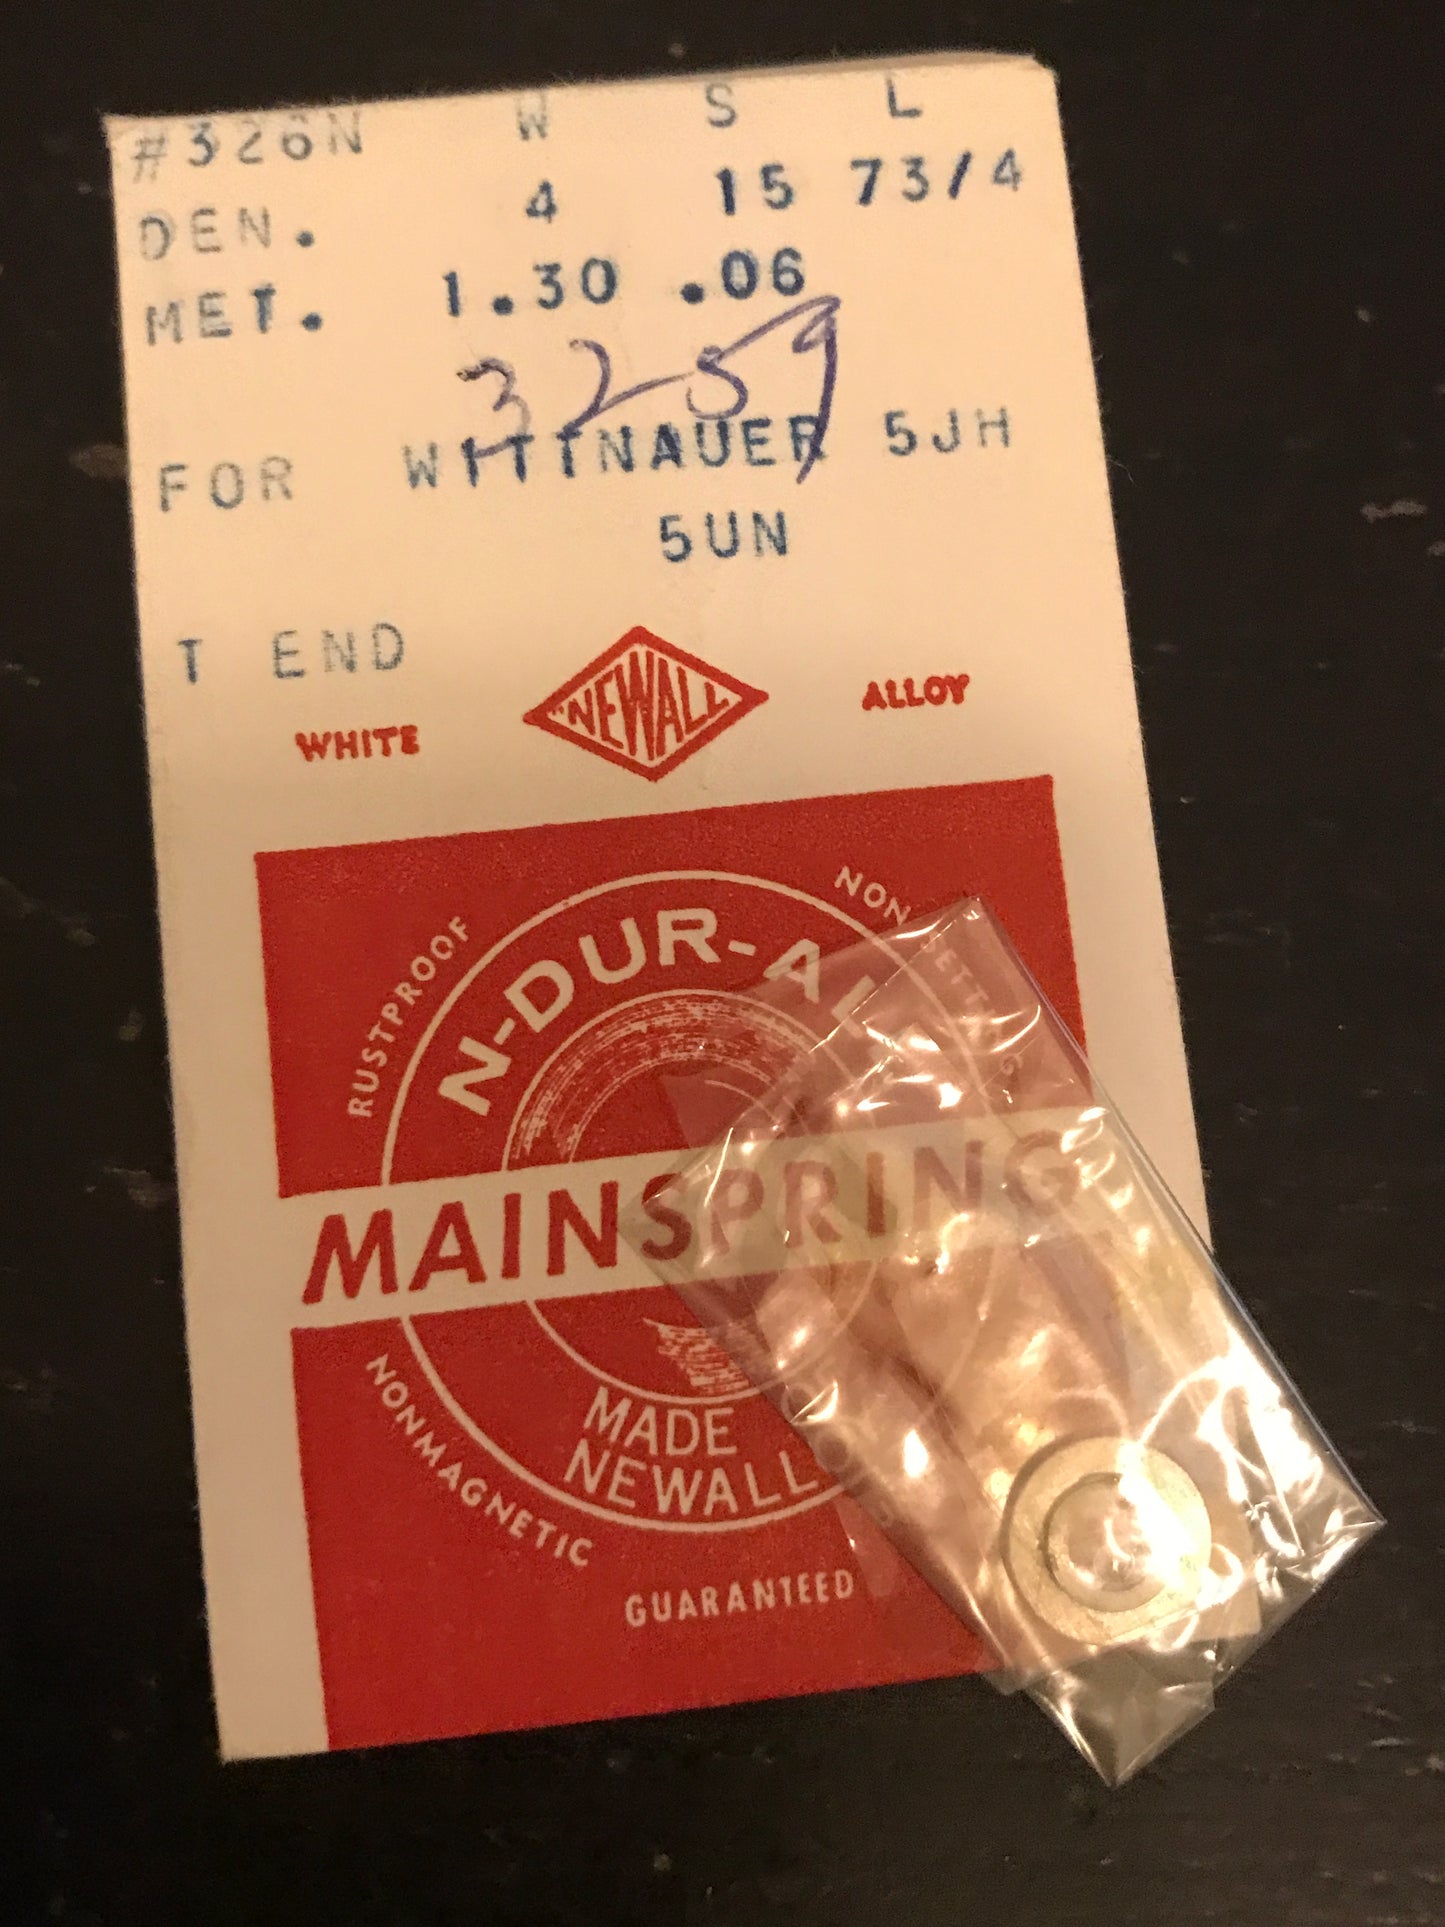 #326N W S L
DEN. 4 15 73/4
MET. 1.30 .06
3259
FOR WITTNAUER 5JH
5UN
T END
WHITE
"NEWALL
ALLOY
RUSTPROOF
N-DUR-AL
NON
MAINSPRING
MADE
NEWALL
NONMAGNETIC
GUARANTEED